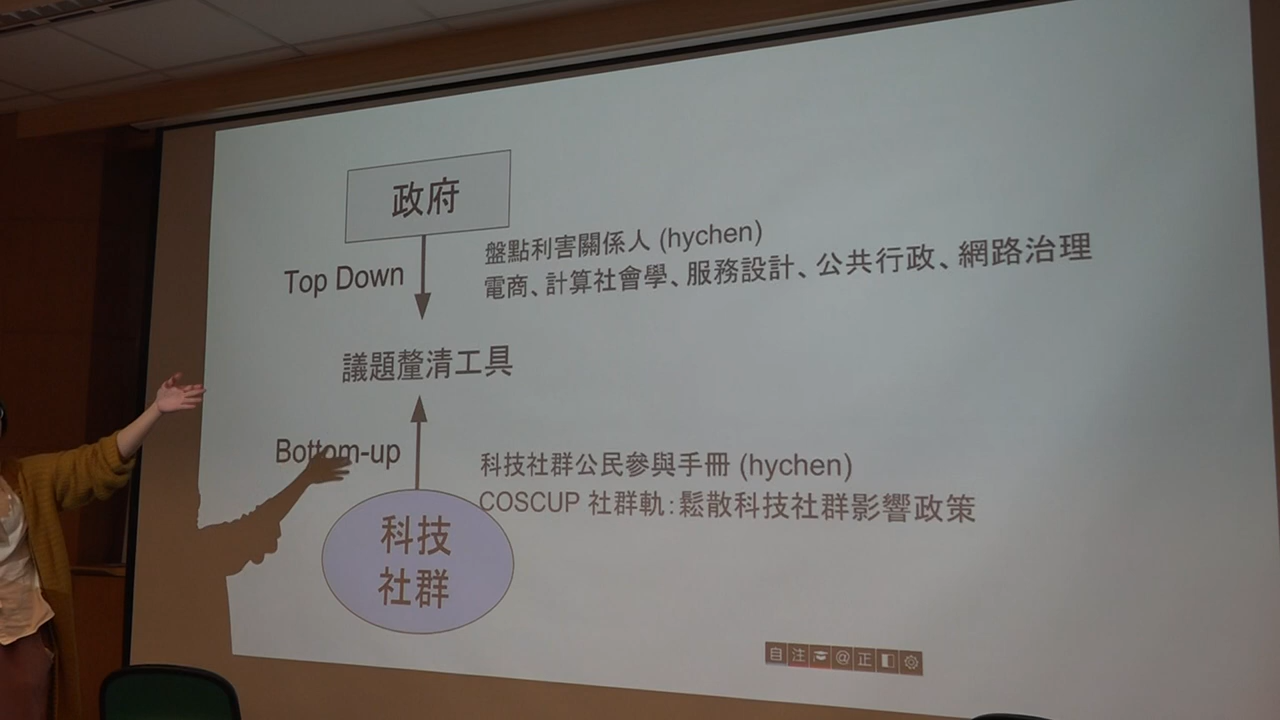 政府
Top Down
盤點利害關係人 (hychen)
電商、計算社會學、服務設計、公共行政、網路治理
議題釐清工具
Bottom-up
科技社群公民參與手冊 (hychen)
COSCUP 社群軌：鬆散科技社群影響政策
科技
社群
自 注 @ 正